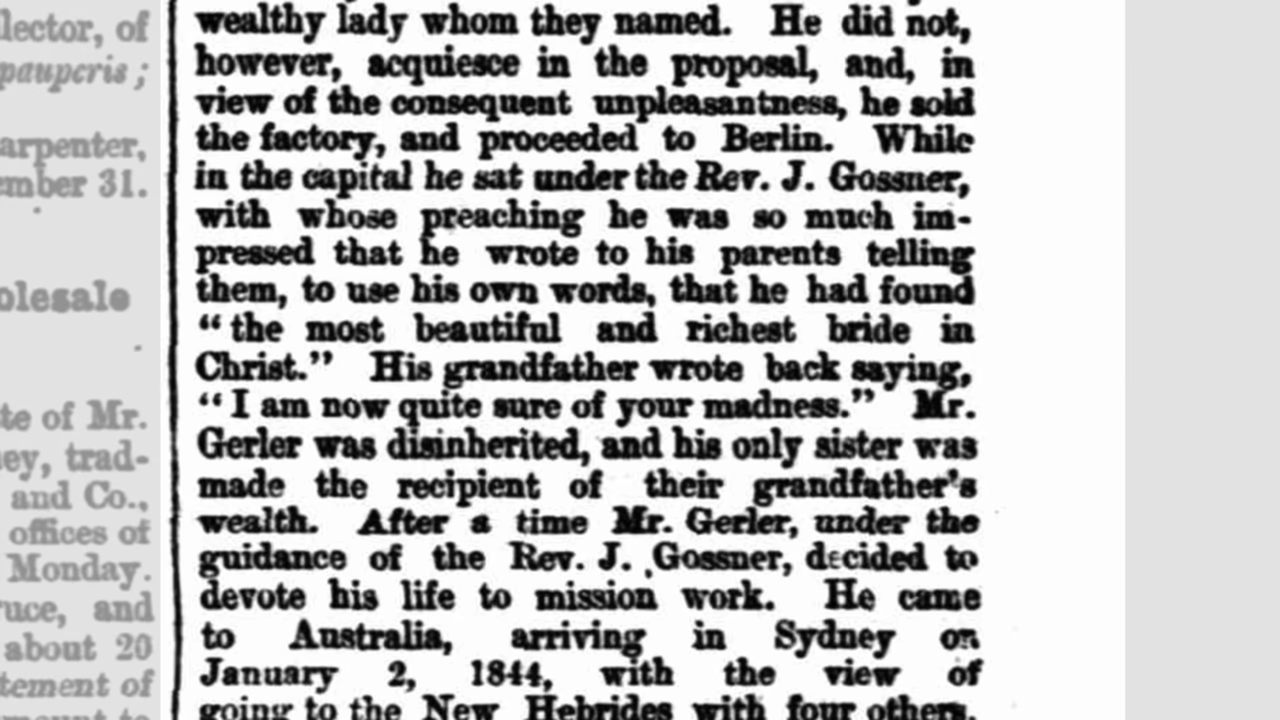 lector, of
pauperis;
arpenter,
mber 31.
olesale
te of Mr.
ey, trad-
and Co.,
offices of
Monday.
ruce, and
about 20
tement of
mount to
wealthy lady whom they named. He did not,
however, acquiesce in the proposal, and, in
view of the consequent unpleasantness, he sold
the factory, and proceeded to Berlin. While
in the capital he sat under the Rev. J. Gossner,
with whose preaching he was so much im-
pressed that he wrote to his parents telling
them, to use his own words, that he had found
“the most beautiful and richest bride in
Christ.” His grandfather wrote back saying,
“I am now quite sure of your madness.” Mr.
Gerler was disinherited, and his only sister was
made the recipient of their grandfather's
wealth. After a time Mr. Gerler, under the
guidance of the Rev. J. Gossner, decided to
devote his life to mission work. He came
to Australia, arriving in Sydney on
January 2, 1844, with the view of
going to the New Hebrides with four others.